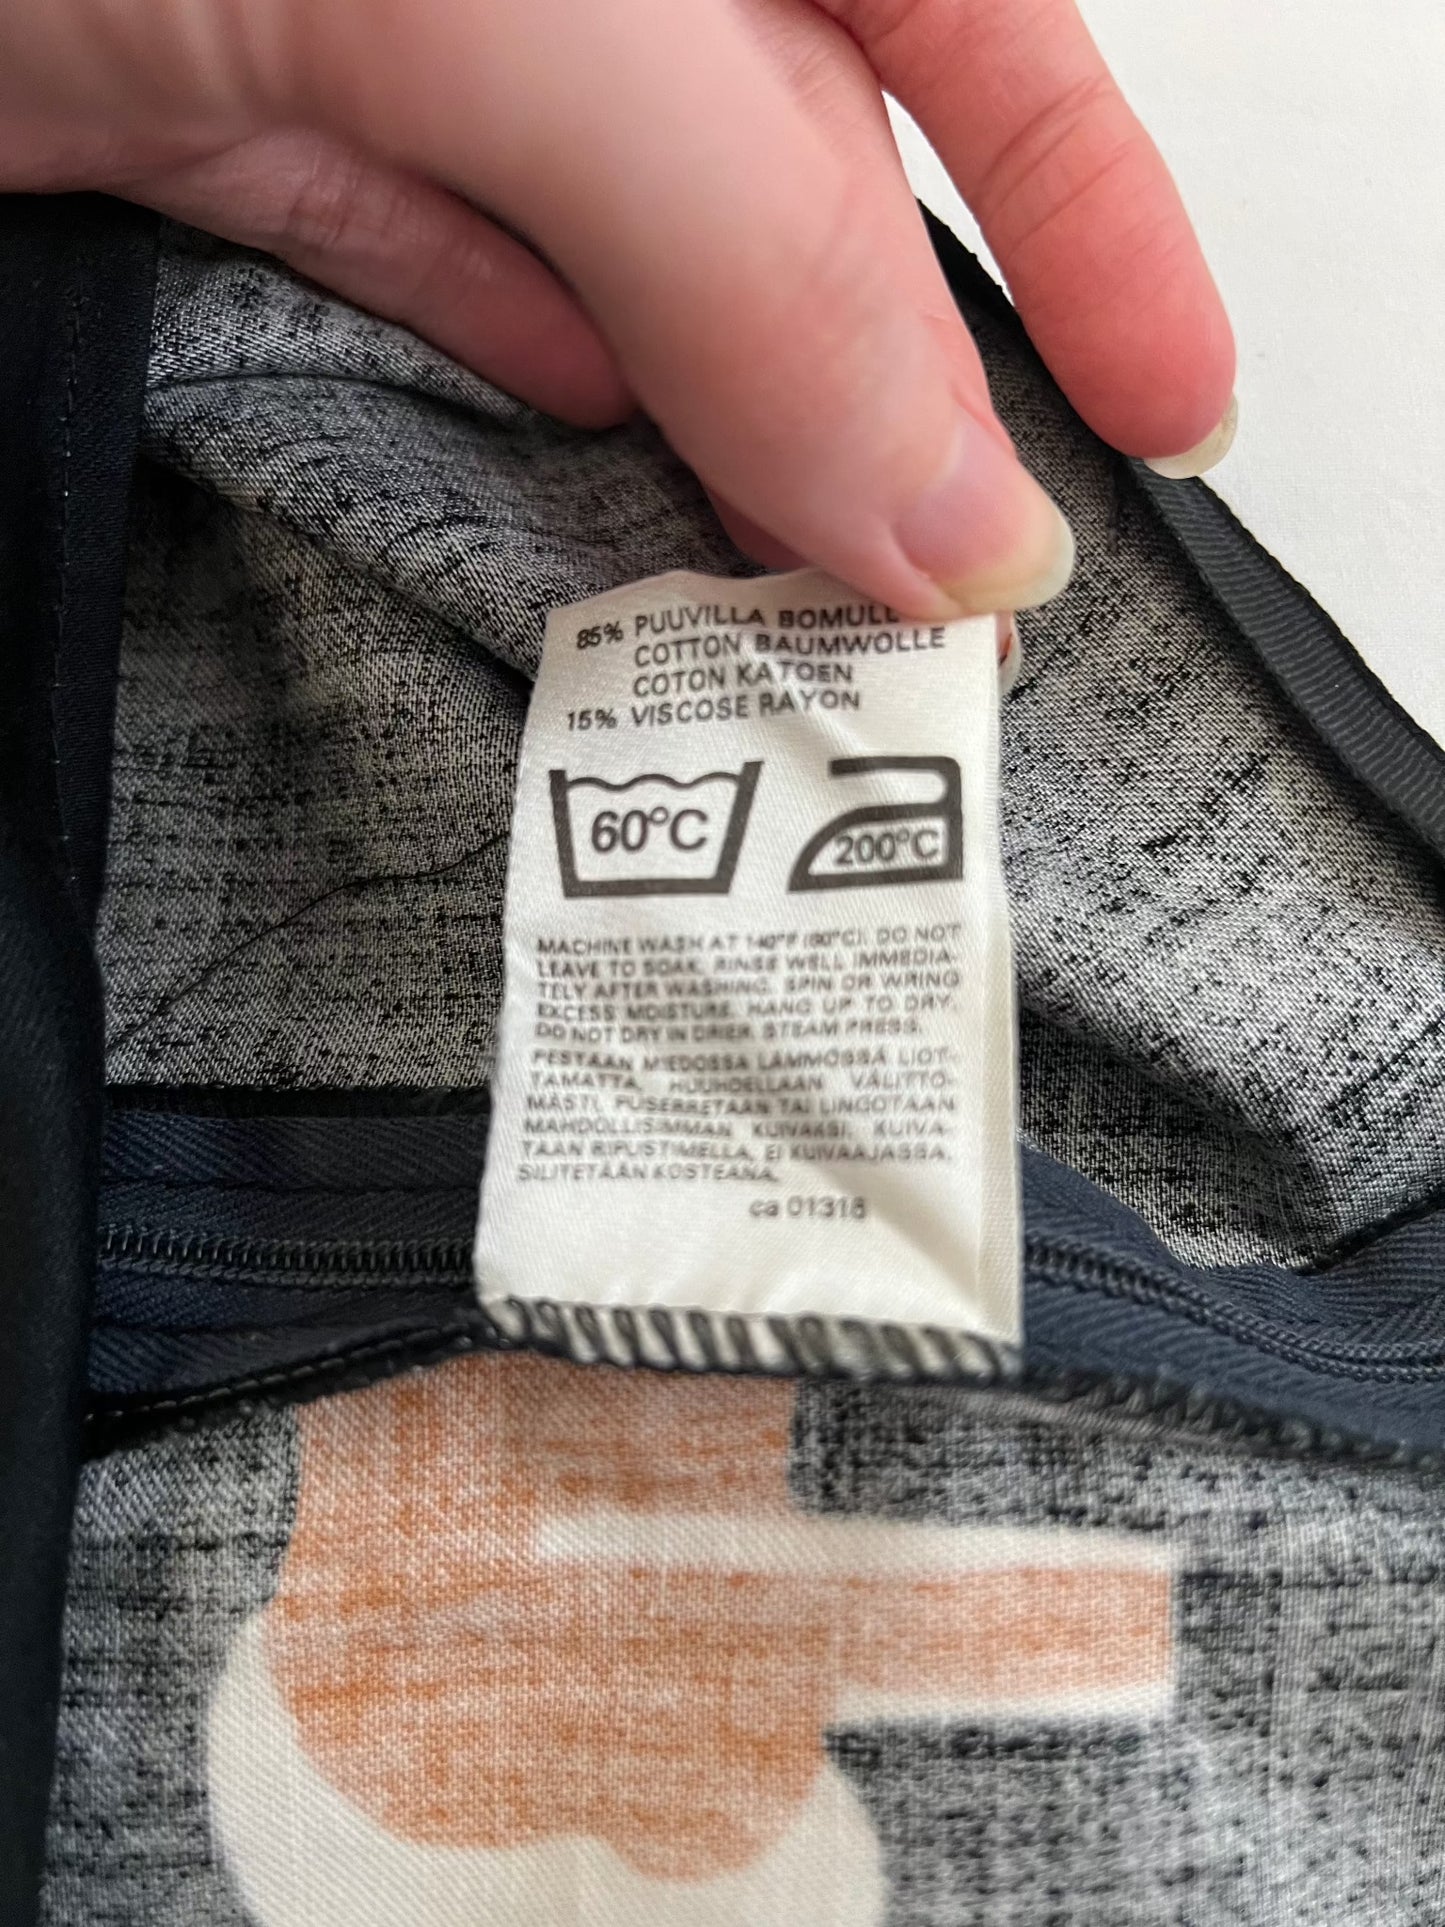 85% PUUVILLA BOMULL
COTTON BAUMWOLLE
COTON KATOEN
15% VISCOSE RAYON
60°C
200°C
MACHINE WASH AT 140°F (60°C). DO NOT
LEAVE TO SOAK. RINSE WELL IMMEDIA-
TELY AFTER WASHING. SPIN OR WRING
EXCESS MOISTURE. HANG UP TO DRY.
DO NOT DRY IN DRIER. STEAM PRESS.
PESTÄÄN MIEDOSSA LÄMMÖSSÄ LIOT-
TAMATTA. HUUHDELLAAN VÄLITTÖ-
MÄSTI, PUSERRETAAN TAI LINGOTAAN
MAHDOLLISIMMAN KUIVAKSI. KUIVA-
TAAN RIPUSTIMELLA, EI KUIVAAJASSA.
SILITETÄÄN KOSTEANA.
ca 01318